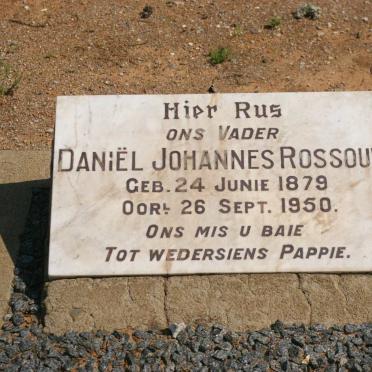 Hier Rus
ons Vader
Daniël Johannes Rossou
Geb. 24 Junie 1879
Oorl 26 Sept. 1950.
Ons mis u baie
Tot wedersiens Pappie.